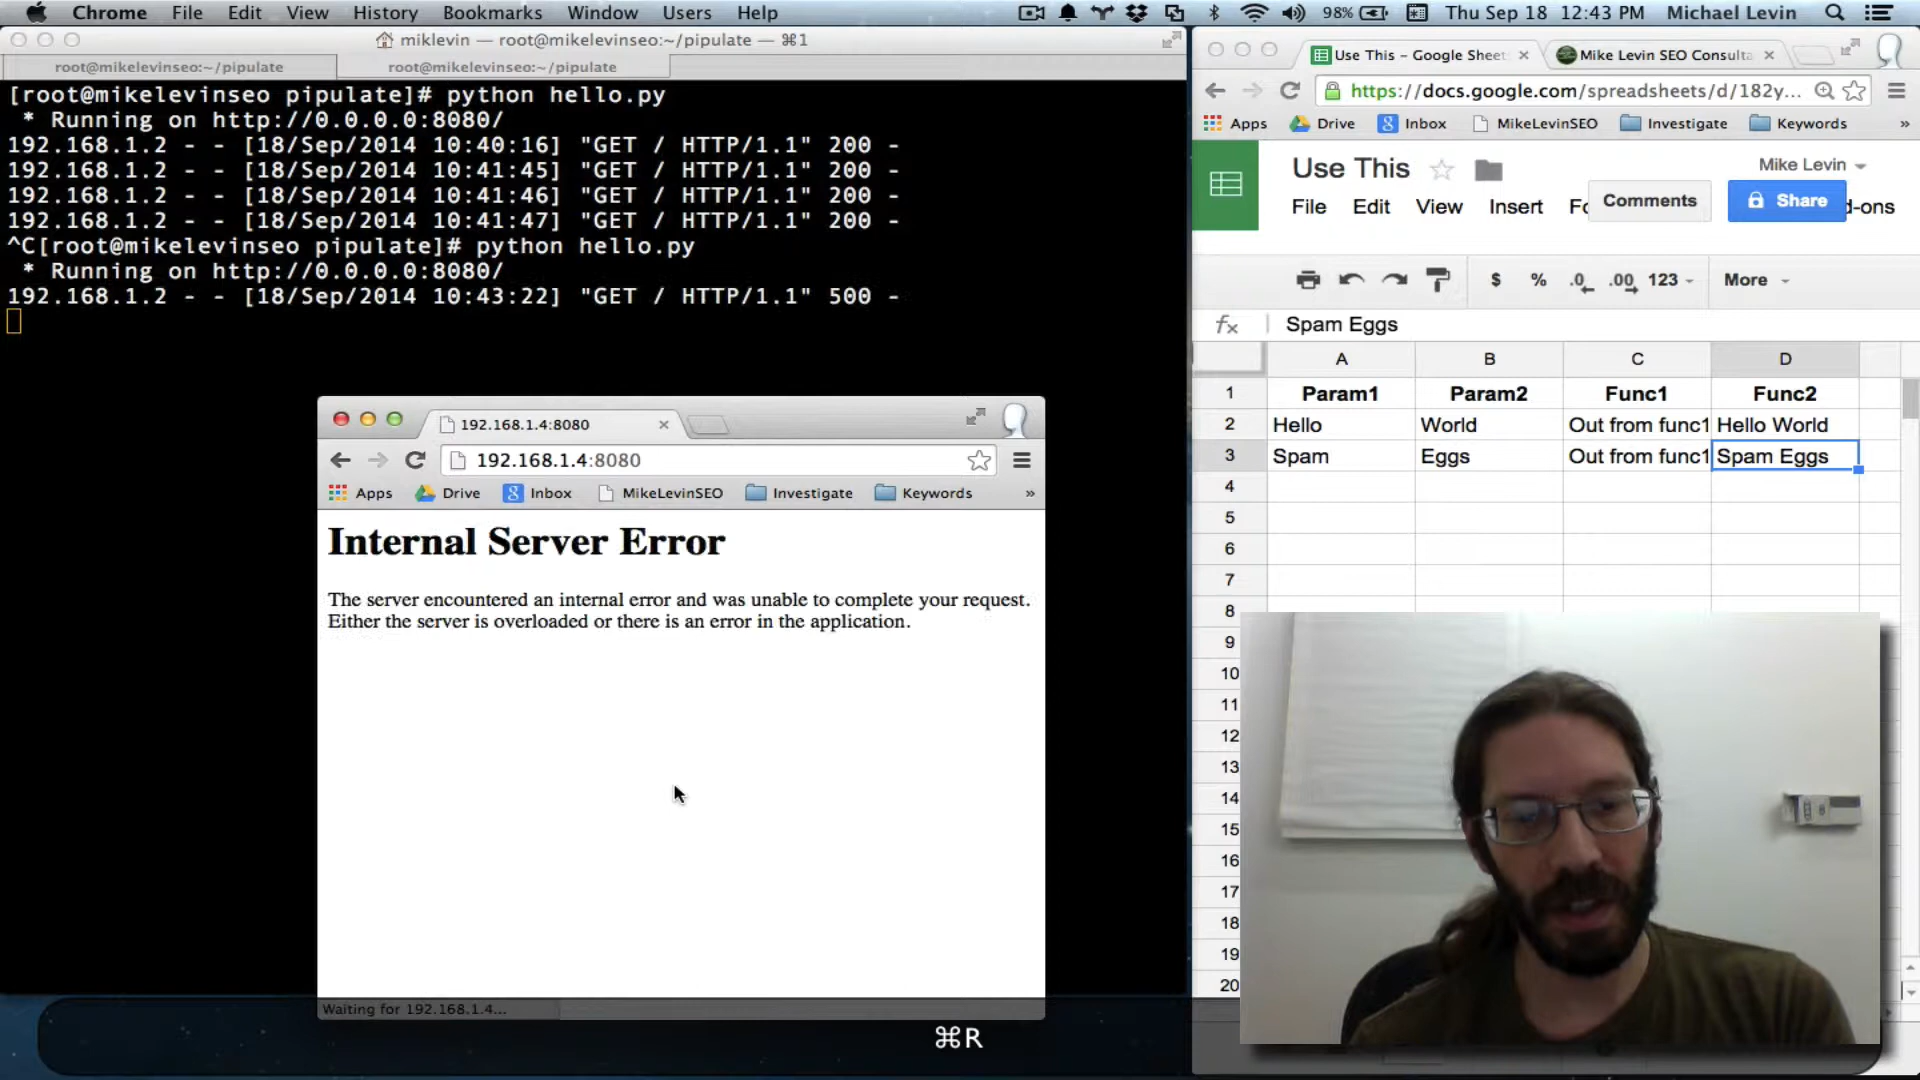 Chrome File Edit View History Bookmarks Window Users Help 98% Thu Sep 18 12:43 PM Michael Levin
miklevin — root@mikelevinseo:~/pipulate — ⌘1
root@mikelevinseo:~/pipulate root@mikelevinseo:~/pipulate
[root@mikelevinseo pipulate]# python hello.py
* Running on http://0.0.0.0:8080/
192.168.1.2 - - [18/Sep/2014 10:40:16] "GET / HTTP/1.1" 200 -
192.168.1.2 - - [18/Sep/2014 10:41:45] "GET / HTTP/1.1" 200 -
192.168.1.2 - - [18/Sep/2014 10:41:46] "GET / HTTP/1.1" 200 -
192.168.1.2 - - [18/Sep/2014 10:41:47] "GET / HTTP/1.1" 200 -
^C[root@mikelevinseo pipulate]# python hello.py
* Running on http://0.0.0.0:8080/
192.168.1.2 - - [18/Sep/2014 10:43:22] "GET / HTTP/1.1" 500 -
192.168.1.4:8080
192.168.1.4:8080
Apps Drive Inbox MikeLevinSEO Investigate Keywords »
Internal Server Error
The server encountered an internal error and was unable to complete your request.
Either the server is overloaded or there is an error in the application.
Waiting for 192.168.1.4...
⌘R
Use This – Google Sheet Mike Levin SEO Consulta
https://docs.google.com/spreadsheets/d/182y...
Apps Drive Inbox MikeLevinSEO Investigate Keywords »
Use This Mike Levin
File Edit View Insert Fo Comments Share d-ons
$ % .0 .00 123 More
fx Spam Eggs
A B C D
1 Param1 Param2 Func1 Func2
2 Hello World Out from func1 Hello World
3 Spam Eggs Out from func1 Spam Eggs
4
5
6
7
8
9
10
11
12
13
14
15
16
17
18
19
20